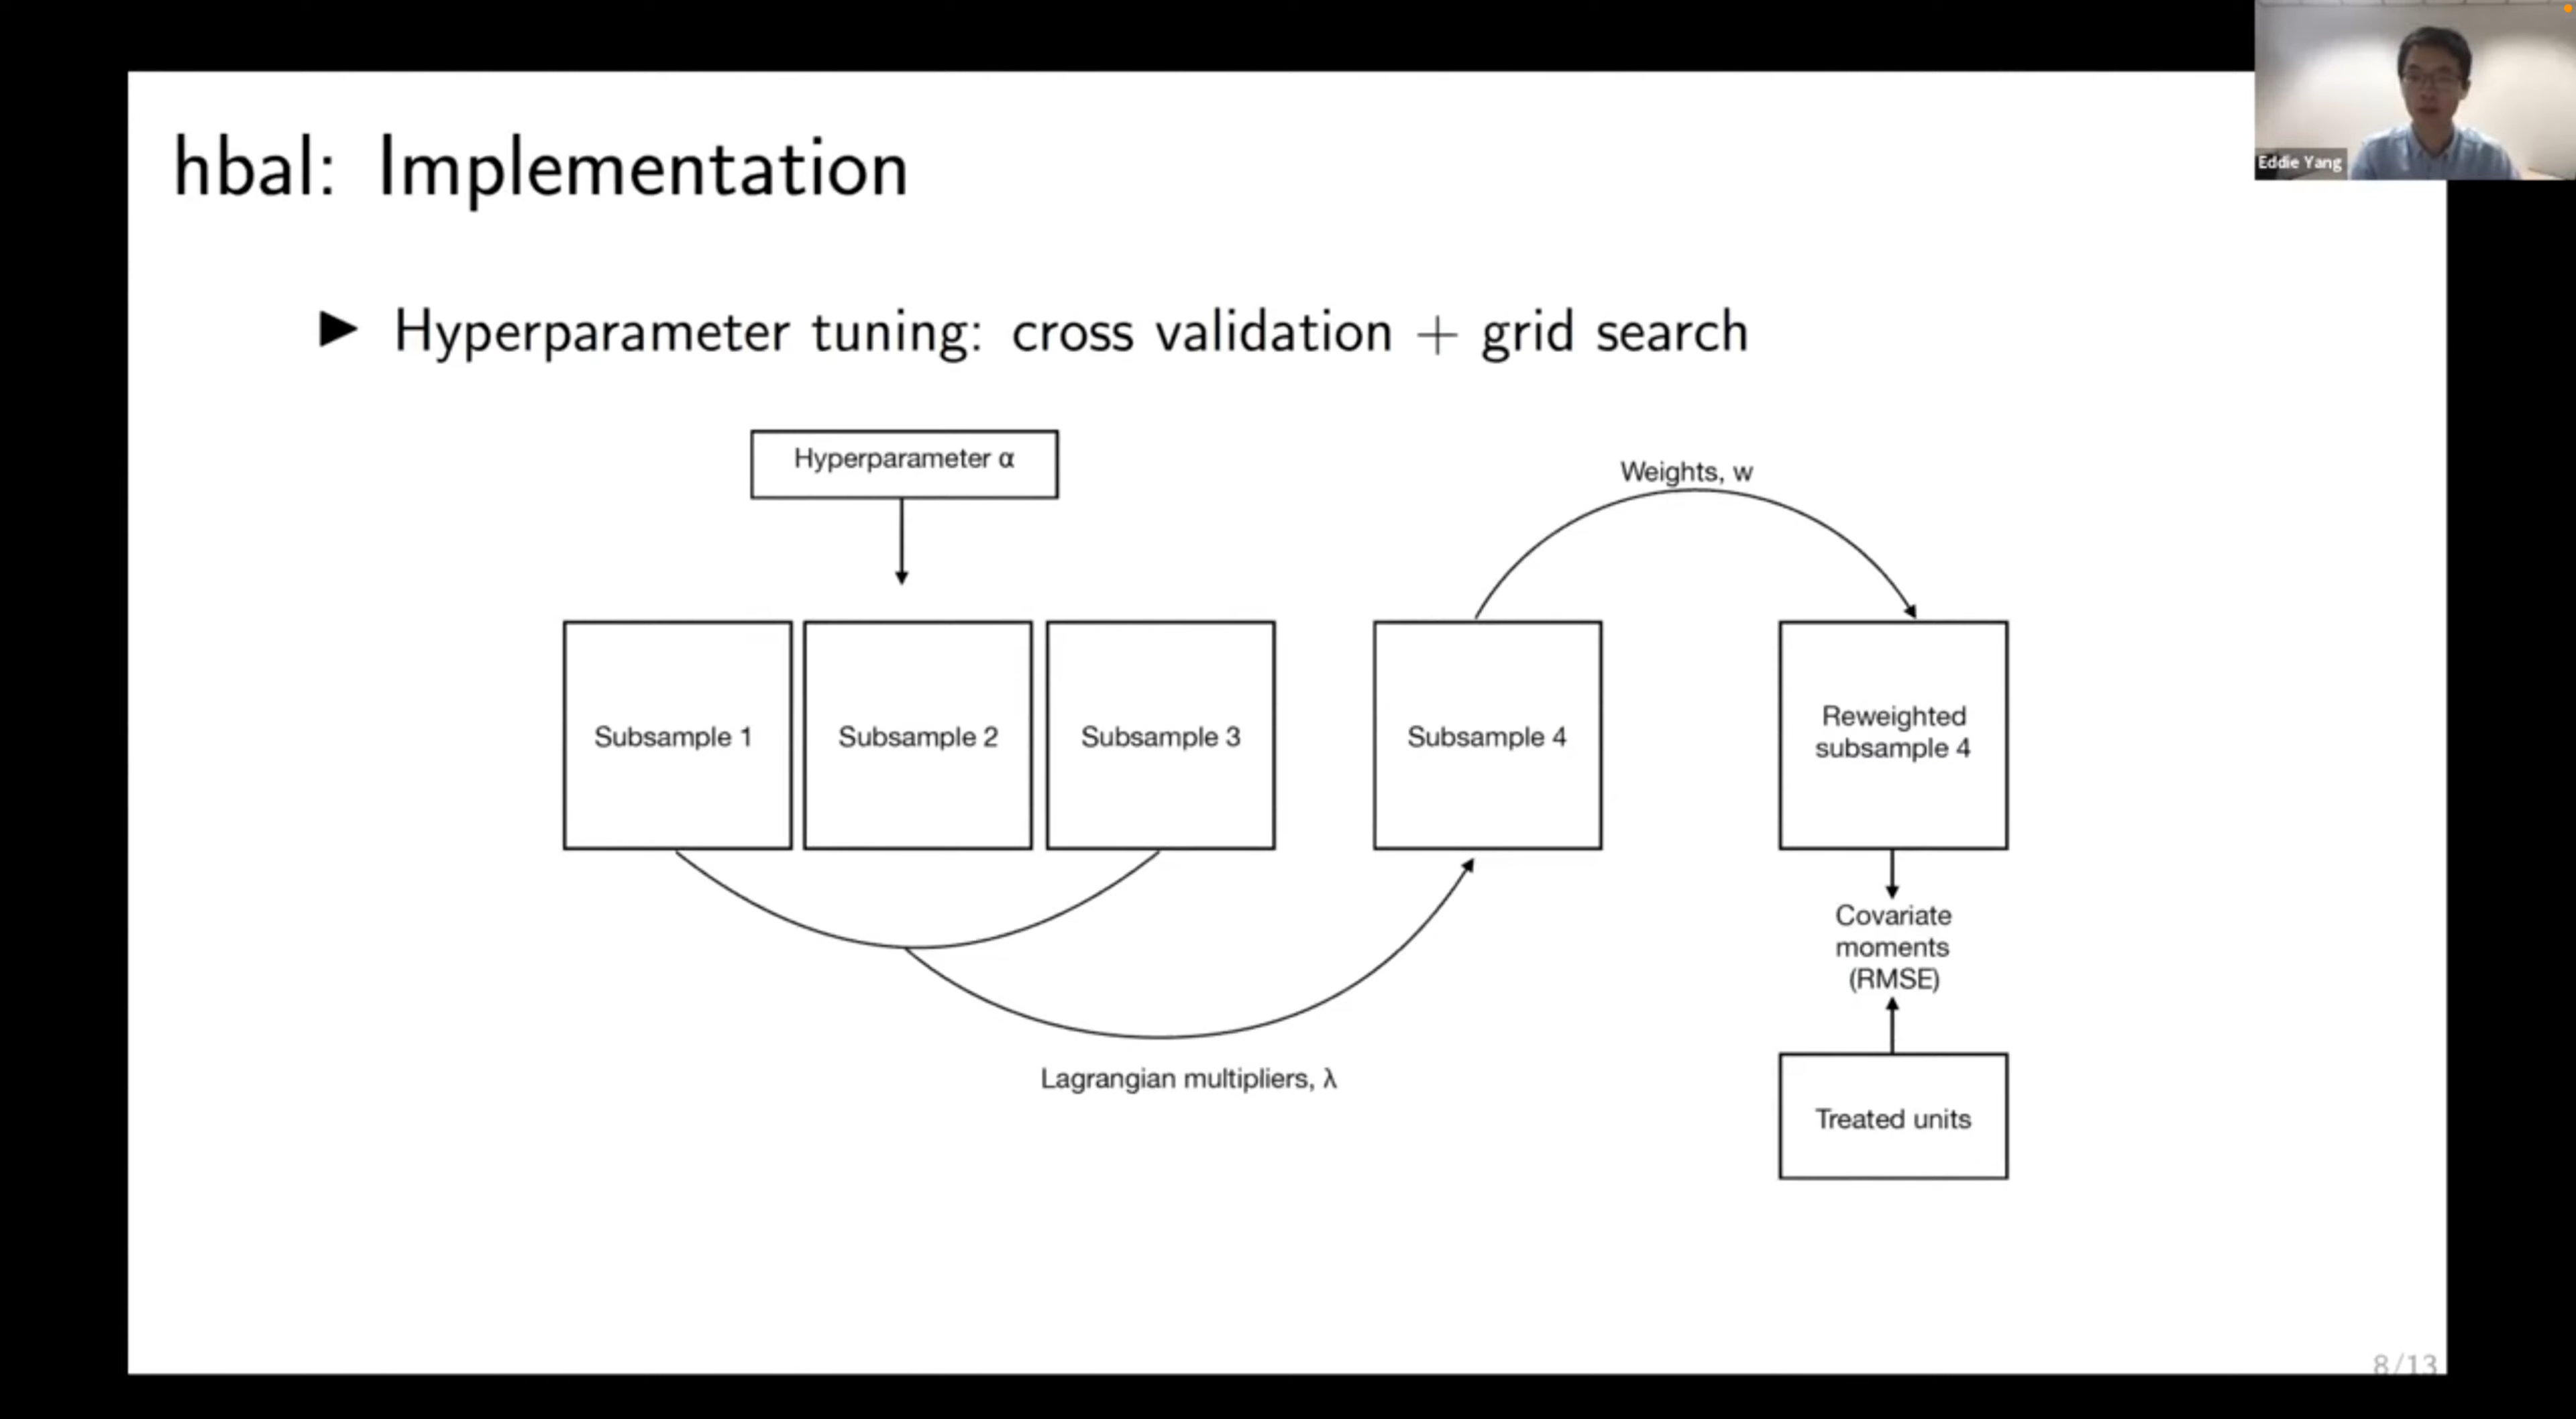 Eddie Yang
hbal: Implementation
▶ Hyperparameter tuning: cross validation + grid search
Hyperparameter α
Weights, w
Subsample 1
Subsample 2
Subsample 3
Subsample 4
Reweighted
subsample 4
Covariate
moments
(RMSE)
Lagrangian multipliers, λ
Treated units
8/13